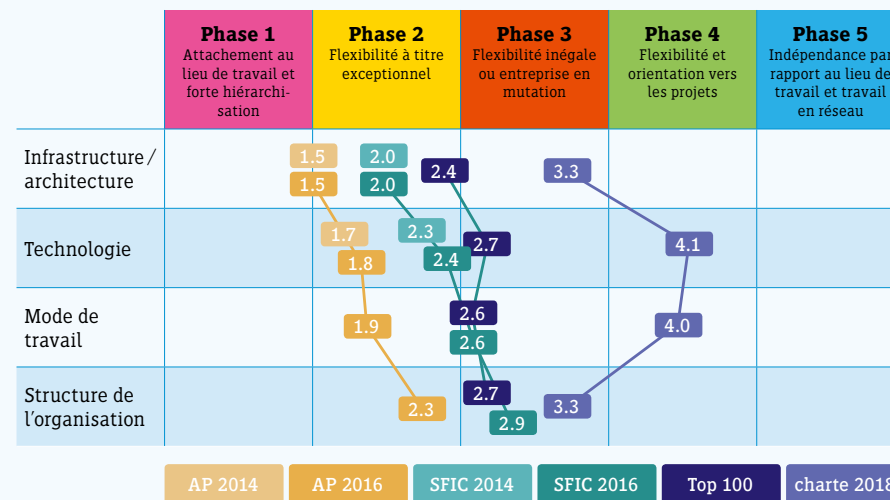 Phase 1
Attachement au
lieu de travail et
forte hiérarchi-
sation
Phase 2
Flexibilité à titre
exceptionnel
Phase 3
Flexibilité inégale
ou entreprise en
mutation
Phase 4
Flexibilité et
orientation vers
les projets
Phase 5
Indépendance par
rapport au lieu de
travail et travail
en réseau
Infrastructure /
architecture
1.5
2.0
1.5
2.0
2.4
3.3
Technologie
1.7
2.3
1.8
2.4
2.7
4.1
Mode de
travail
1.9
2.6
2.6
4.0
Structure de
l'organisation
2.3
2.7
2.9
3.3
AP 2014
AP 2016
SFIC 2014
SFIC 2016
Top 100
charte 2018